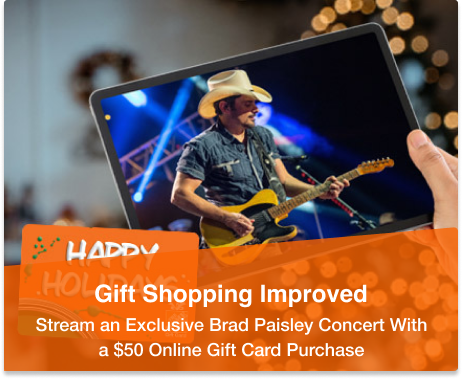 HAPPY
HOLIDAYS
Gift Shopping Improved
Stream an Exclusive Brad Paisley Concert With
a $50 Online Gift Card Purchase